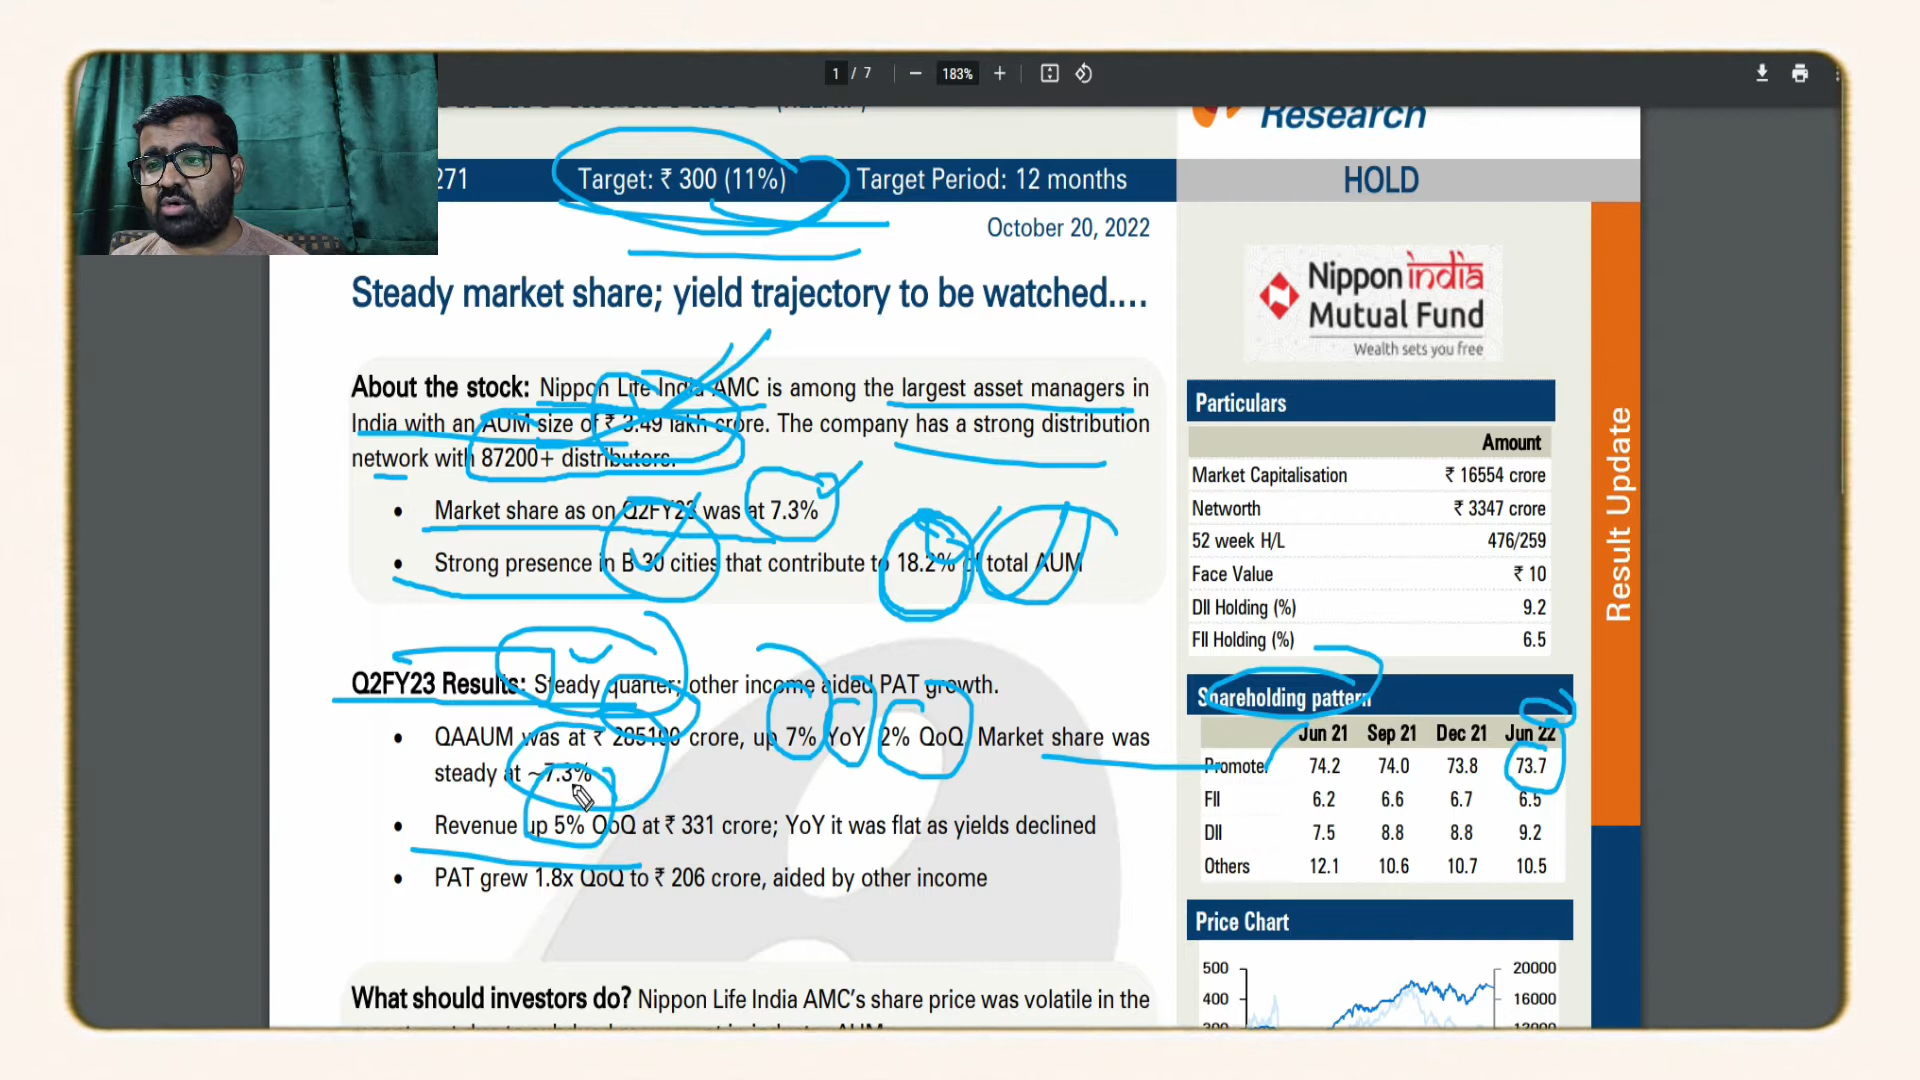 1 / 7
183%
Research
271
Target: ₹ 300 (11%)
Target Period: 12 months
HOLD
October 20, 2022
Steady market share; yield trajectory to be watched....
Nippon india
Mutual Fund
Wealth sets you free
About the stock: Nippon Life India AMC is among the largest asset managers in
India with an AUM size of ₹ 3.49 lakh crore. The company has a strong distribution
network with 87200+ distributors.
• Market share as on Q2FY23 was at 7.3%
• Strong presence in B-30 cities that contribute to 18.2% of total AUM
Q2FY23 Results: Steady quarter; other income aided PAT growth.
• QAAUM was at ₹ crore, up 7% YoY 2% QoQ Market share was
steady at ~7.3%
• Revenue up 5% QoQ at ₹ 331 crore; YoY it was flat as yields declined
• PAT grew 1.8x QoQ to ₹ 206 crore, aided by other income
What should investors do? Nippon Life India AMC's share price was volatile in the
Particulars
Amount
Market Capitalisation ₹ 16554 crore
Networth ₹ 3347 crore
52 week H/L 476/259
Face Value ₹ 10
DII Holding (%) 9.2
FII Holding (%) 6.5
Shareholding pattern
Jun 21 Sep 21 Dec 21 Jun 22
Promoter 74.2 74.0 73.8 73.7
FII 6.2 6.6 6.7 6.5
DII 7.5 8.8 8.8 9.2
Others 12.1 10.6 10.7 10.5
Price Chart
500 20000
400 16000
Result Update